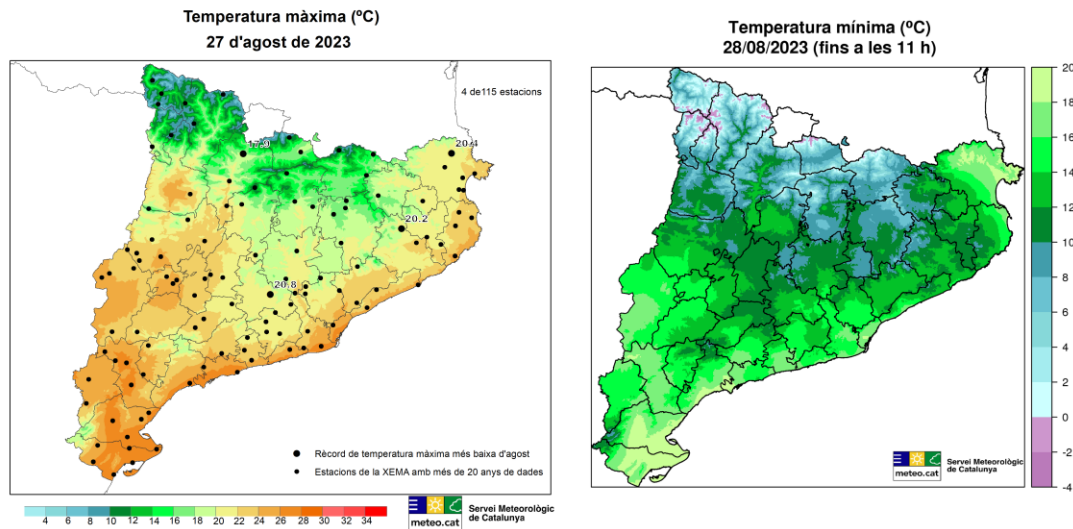 Temperatura màxima (ºC)
27 d'agost de 2023
4 de115 estacions
17.9
20.4
20.2
20.8
Rècord de temperatura màxima més baixa d'agost
Estacions de la XEMA amb més de 20 anys de dades
4 6 8 10 12 14 16 18 20 22 24 26 28 30 32 34
meteo.cat
Servei Meteorològic
de Catalunya
Temperatura mínima (ºC)
28/08/2023 (fins a les 11 h)
20
18
16
14
12
10
8
6
4
2
0
-2
-4
meteo.cat
Servei Meteorològic
de Catalunya